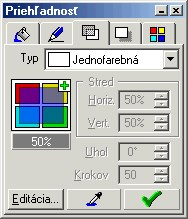 Priehľadnosť
Typ Jednofarebná
Stred
Horiz. 50%
Vert. 50%
50%
Uhol 0°
Krokov 50
Editácia...